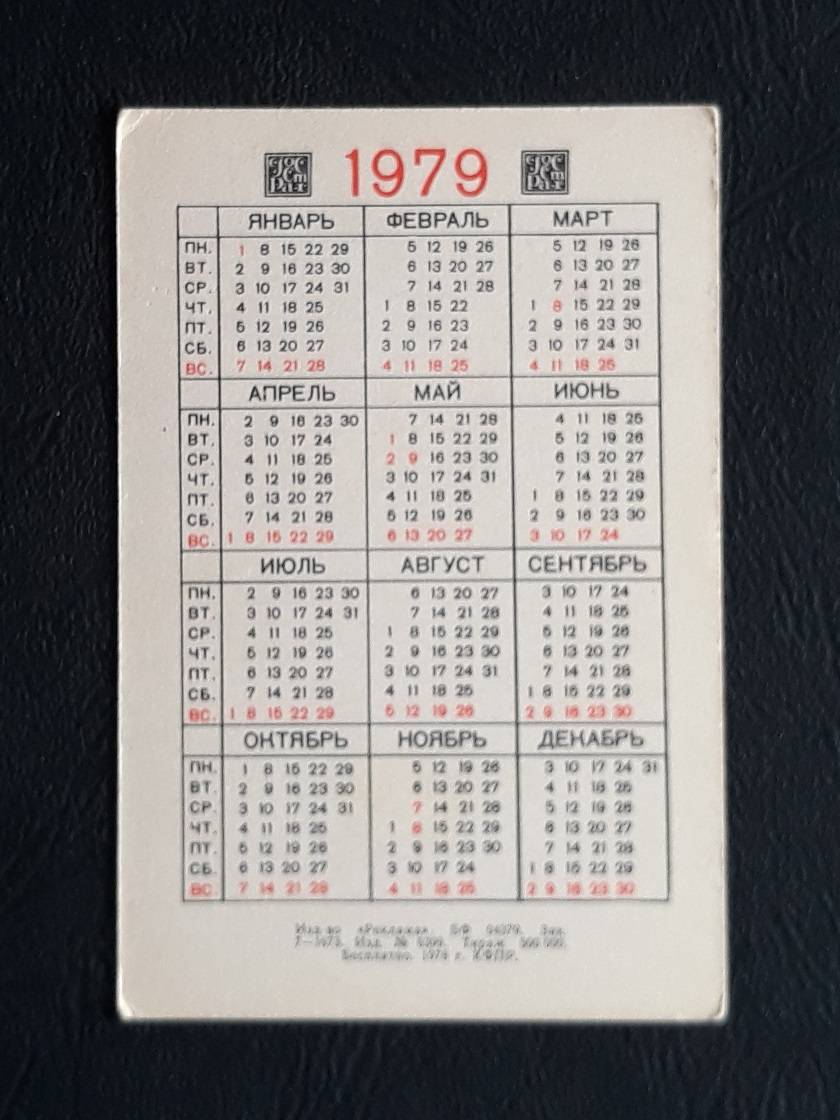 Гос Страх 1979 Гос Страх
ЯНВАРЬ ФЕВРАЛЬ МАРТ
ПН. 1 8 15 22 29 5 12 19 26 5 12 19 26
ВТ. 2 9 16 23 30 6 13 20 27 6 13 20 27
СР. 3 10 17 24 31 7 14 21 28 7 14 21 28
ЧТ. 4 11 18 25 1 8 15 22 1 8 15 22 29
ПТ. 5 12 19 26 2 9 16 23 2 9 16 23 30
СБ. 6 13 20 27 3 10 17 24 3 10 17 24 31
ВС. 7 14 21 28 4 11 18 25 4 11 18 25
АПРЕЛЬ МАЙ ИЮНЬ
ПН. 2 9 16 23 30 7 14 21 28 4 11 18 25
ВТ. 3 10 17 24 1 8 15 22 29 5 12 19 26
СР. 4 11 18 25 2 9 16 23 30 6 13 20 27
ЧТ. 5 12 19 26 3 10 17 24 31 7 14 21 28
ПТ. 6 13 20 27 4 11 18 25 1 8 15 22 29
СБ. 7 14 21 28 5 12 19 26 2 9 16 23 30
ВС. 1 8 15 22 29 6 13 20 27 3 10 17 24
ИЮЛЬ АВГУСТ СЕНТЯБРЬ
ПН. 2 9 16 23 30 6 13 20 27 3 10 17 24
ВТ. 3 10 17 24 31 7 14 21 28 4 11 18 25
СР. 4 11 18 25 1 8 15 22 29 5 12 19 26
ЧТ. 5 12 19 26 2 9 16 23 30 6 13 20 27
ПТ. 6 13 20 27 3 10 17 24 31 7 14 21 28
СБ. 7 14 21 28 4 11 18 25 1 8 15 22 29
ВС. 1 8 15 22 29 5 12 19 26 2 9 16 23 30
ОКТЯБРЬ НОЯБРЬ ДЕКАБРЬ
ПН. 1 8 15 22 29 5 12 19 26 3 10 17 24 31
ВТ. 2 9 16 23 30 6 13 20 27 4 11 18 25
СР. 3 10 17 24 31 7 14 21 28 5 12 19 26
ЧТ. 4 11 18 25 1 8 15 22 29 6 13 20 27
ПТ. 5 12 19 26 2 9 16 23 30 7 14 21 28
СБ. 6 13 20 27 3 10 17 24 1 8 15 22 29
ВС. 7 14 21 28 4 11 18 25 2 9 16 23 30
Изд-во «Реклама». БФ Зак.
Изд. № Тираж 500.000.
Бесплатно. 1978 г. КФПР.